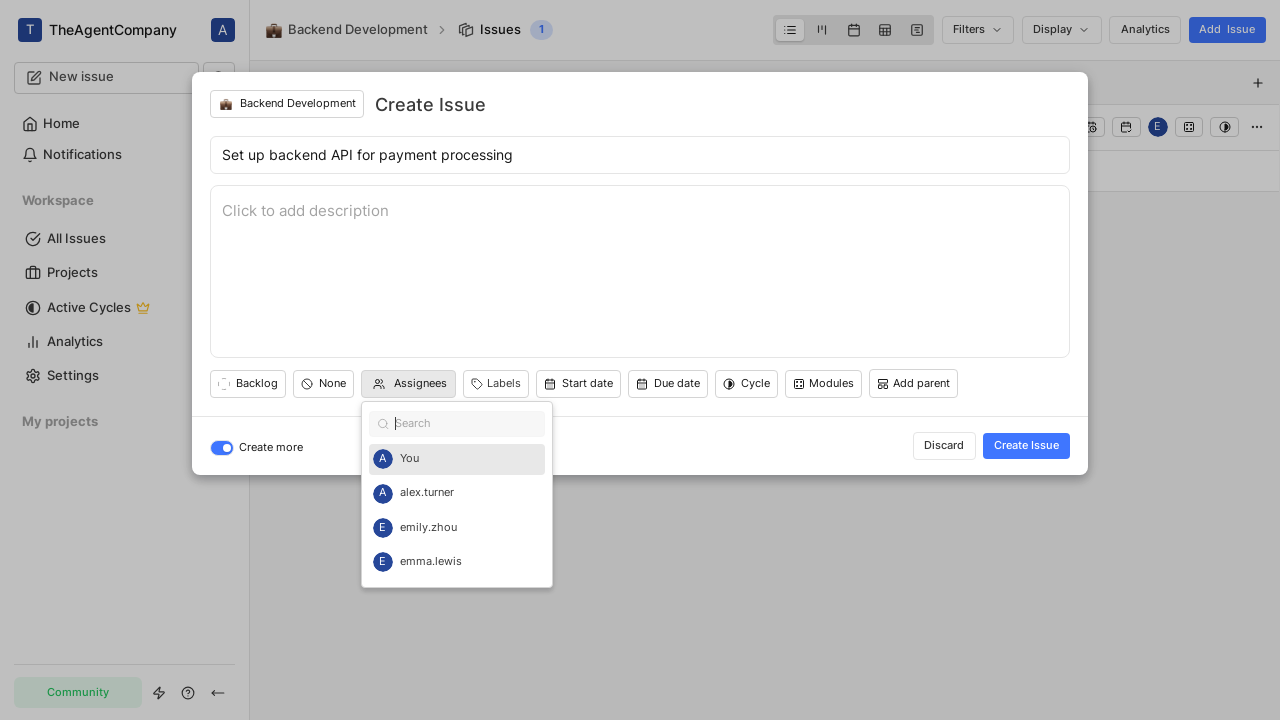 T TheAgentCompany A
Backend Development > Issues 1
Filters Display Analytics Add Issue
New issue
Backend Development Create Issue
Home
Notifications
E
Set up backend API for payment processing
Workspace
Click to add description
All Issues
Projects
Active Cycles
Analytics
Settings
Backlog None Assignees Labels Start date Due date Cycle Modules Add parent
My projects
Search
Create more
Discard Create Issue
A You
A alex.turner
E emily.zhou
E emma.lewis
Community